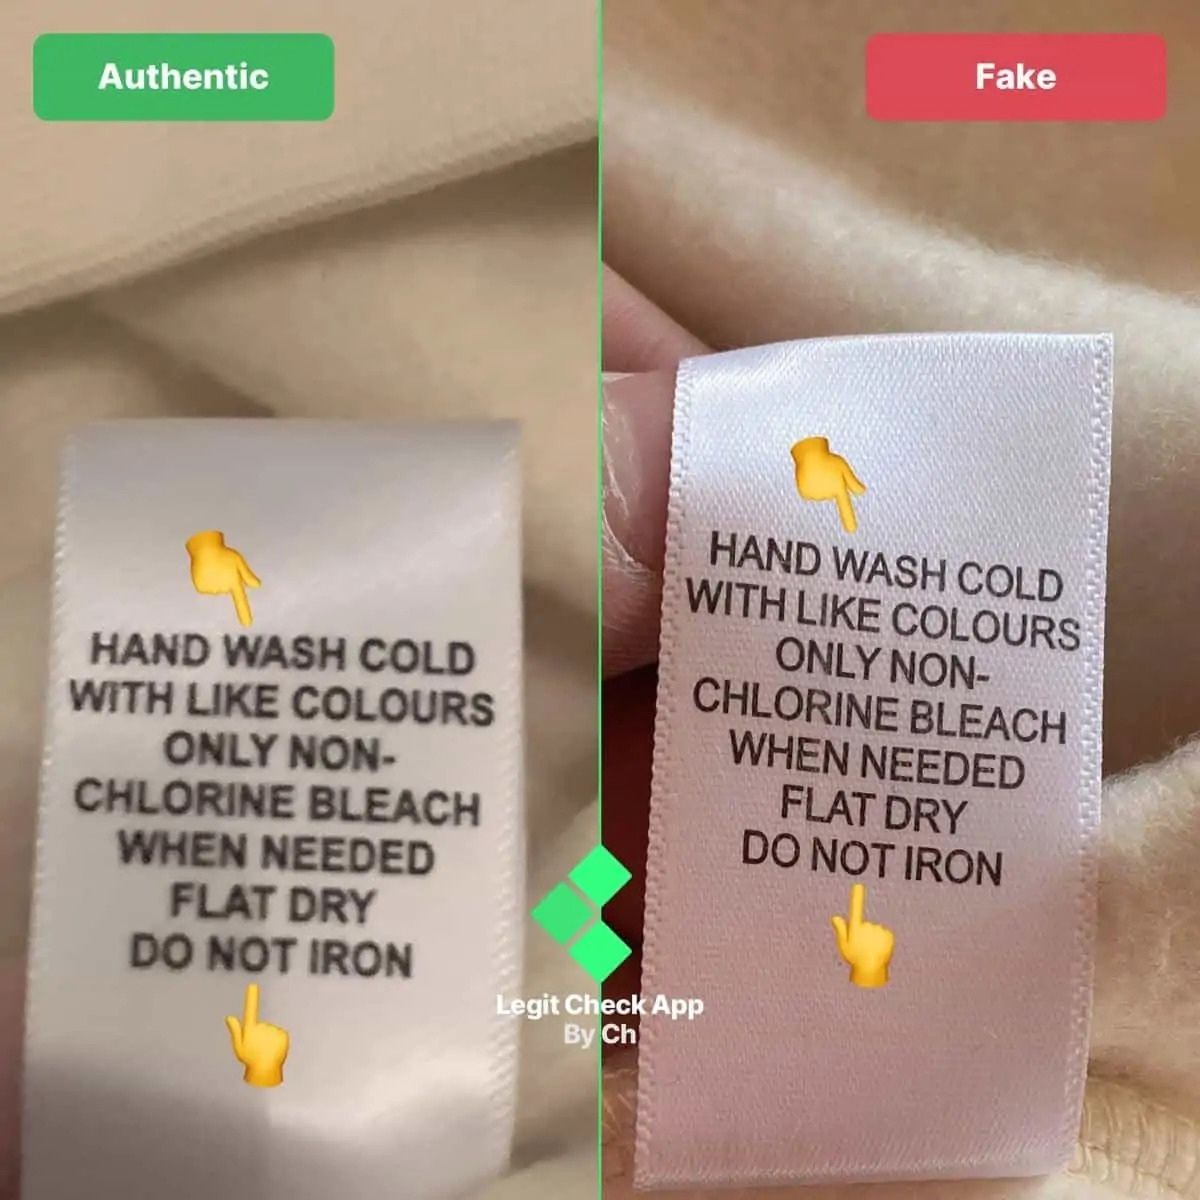 Authentic
HAND WASH COLD
WITH LIKE COLOURS
ONLY NON-
CHLORINE BLEACH
WHEN NEEDED
FLAT DRY
DO NOT IRON
Fake
HAND WASH COLD
WITH LIKE COLOURS
ONLY NON-
CHLORINE BLEACH
WHEN NEEDED
FLAT DRY
DO NOT IRON
Legit Check App
By Ch